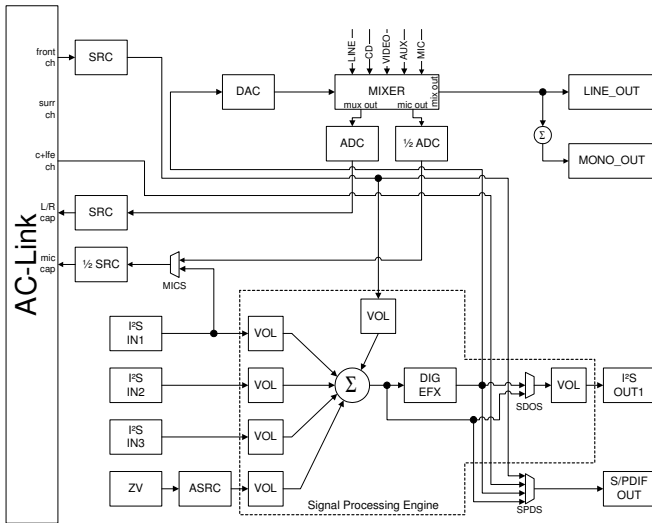 AC-Link
front
ch
surr
ch
c+lfe
ch
L/R
cap
mic
cap
SRC
SRC
½ SRC
MICS
DAC
LINE
CD
VIDEO
AUX
MIC
MIXER
mux out
mic out
mix out
ADC
½ ADC
LINE_OUT
Σ
MONO_OUT
I²S
IN1
I²S
IN2
I²S
IN3
ZV
ASRC
VOL
VOL
VOL
VOL
VOL
Σ
DIG
EFX
SDOS
VOL
I²S
OUT1
SPDS
S/PDIF
OUT
Signal Processing Engine